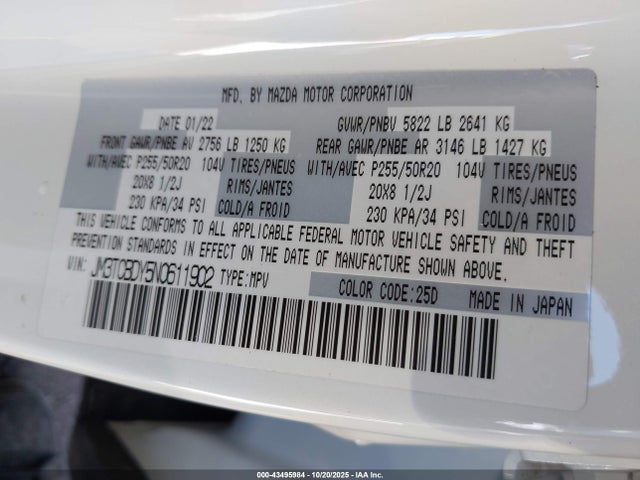 MFD. BY MAZDA MOTOR CORPORATION
DATE 01/22 GVWR/PNBV 5822 LB 2641 KG
FRONT GAWR/PNBE AV 2756 LB 1250 KG REAR GAWR/PNBE AR 3146 LB 1427 KG
WITH/AVEC P255/50R20 104V TIRES/PNEUS WITH/AVEC P255/50R20 104V TIRES/PNEUS
20X8 1/2J RIMS/JANTES 20X8 1/2J RIMS/JANTES
230 KPA/34 PSI COLD/A FROID 230 KPA/34 PSI COLD/A FROID
THIS VEHICLE CONFORMS TO ALL APPLICABLE FEDERAL MOTOR VEHICLE SAFETY AND THEFT
PREVENTION STANDARDS IN EFFECT ON THE DATE OF MANUFACTURE SHOWN ABOVE.
VIN: JM3TCBDY5N0611902 TYPE:MPV COLOR CODE:25D MADE IN JAPAN
000-43495984 - 10/20/2025 - IAA Inc.